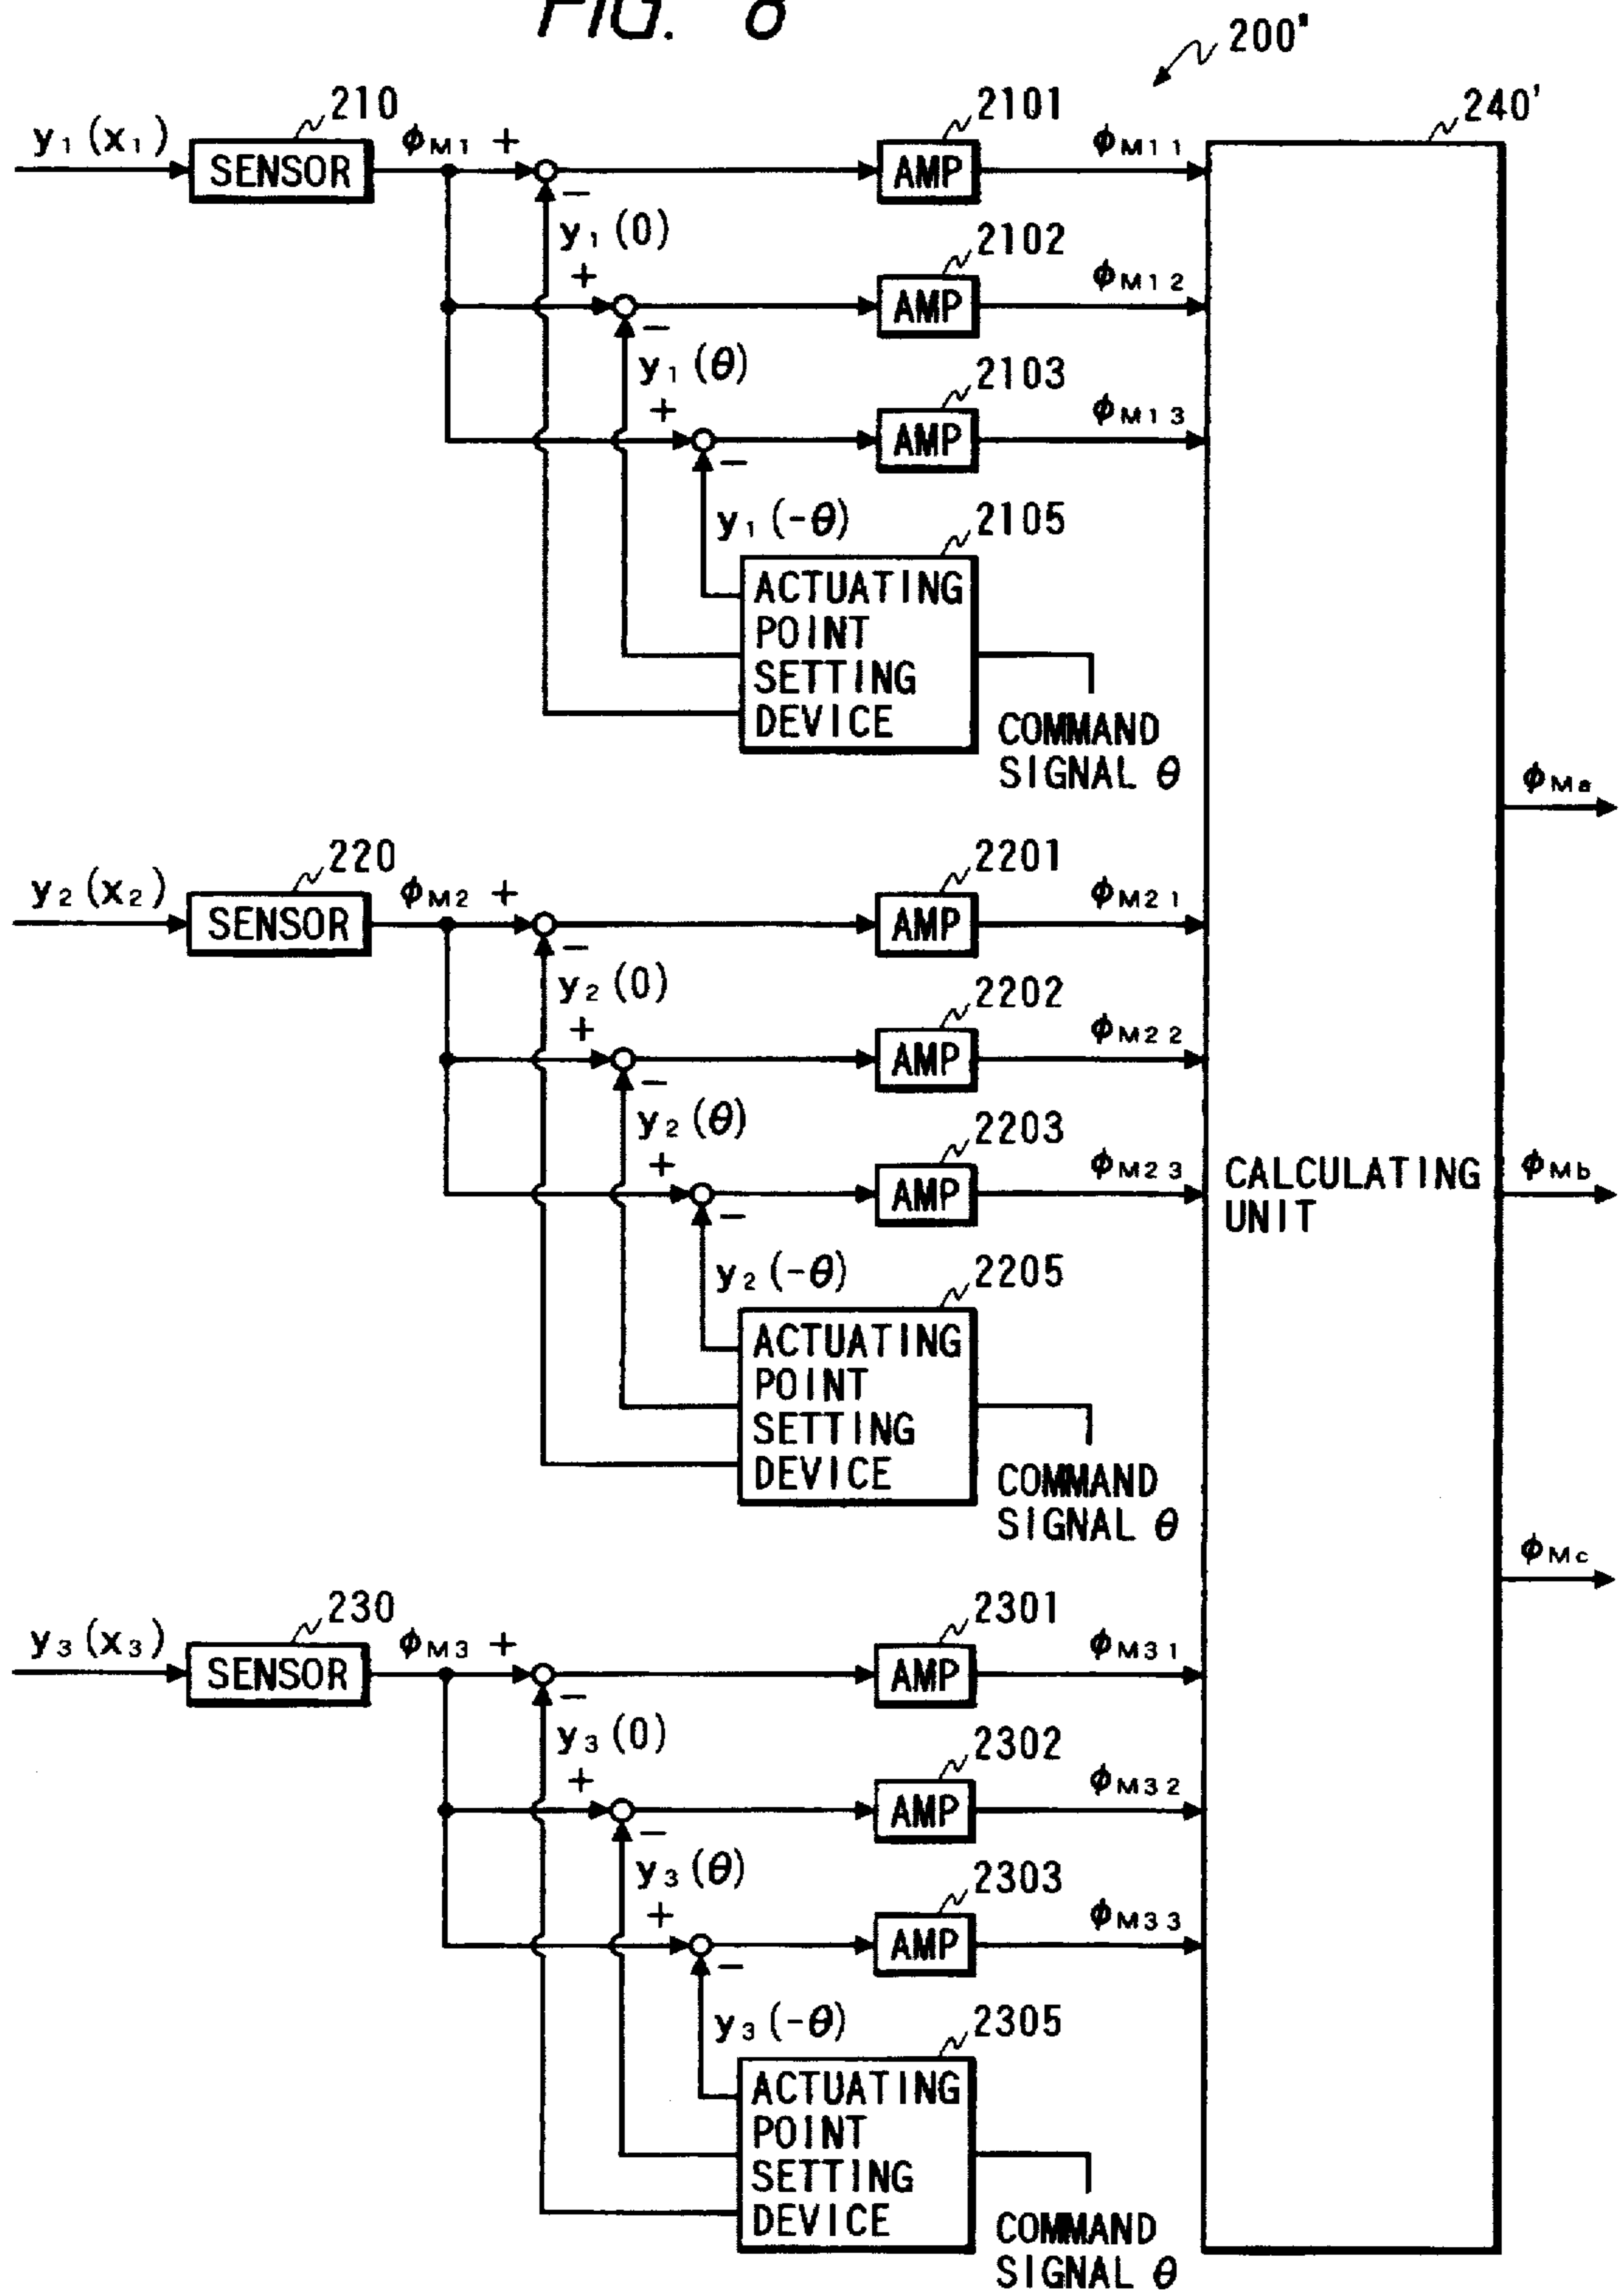 FIG. 8
200"
210
2101
240'
y₁(x₁)
SENSOR
ϕM1 +
−
AMP
ϕM11
y₁(0)
2102
+
−
AMP
ϕM12
y₁(θ)
2103
+
−
AMP
ϕM13
y₁(-θ)
2105
ACTUATING
POINT
SETTING
DEVICE
COMMAND
SIGNAL θ
ϕMa
220
2201
y₂(x₂)
SENSOR
ϕM2 +
−
AMP
ϕM21
y₂(0)
2202
+
−
AMP
ϕM22
y₂(θ)
2203
+
−
AMP
ϕM23
CALCULATING
UNIT
ϕMb
y₂(-θ)
2205
ACTUATING
POINT
SETTING
DEVICE
COMMAND
SIGNAL θ
ϕMc
230
2301
y₃(x₃)
SENSOR
ϕM3 +
−
AMP
ϕM31
y₃(0)
2302
+
−
AMP
ϕM32
y₃(θ)
2303
+
−
AMP
ϕM33
y₃(-θ)
2305
ACTUATING
POINT
SETTING
DEVICE
COMMAND
SIGNAL θ